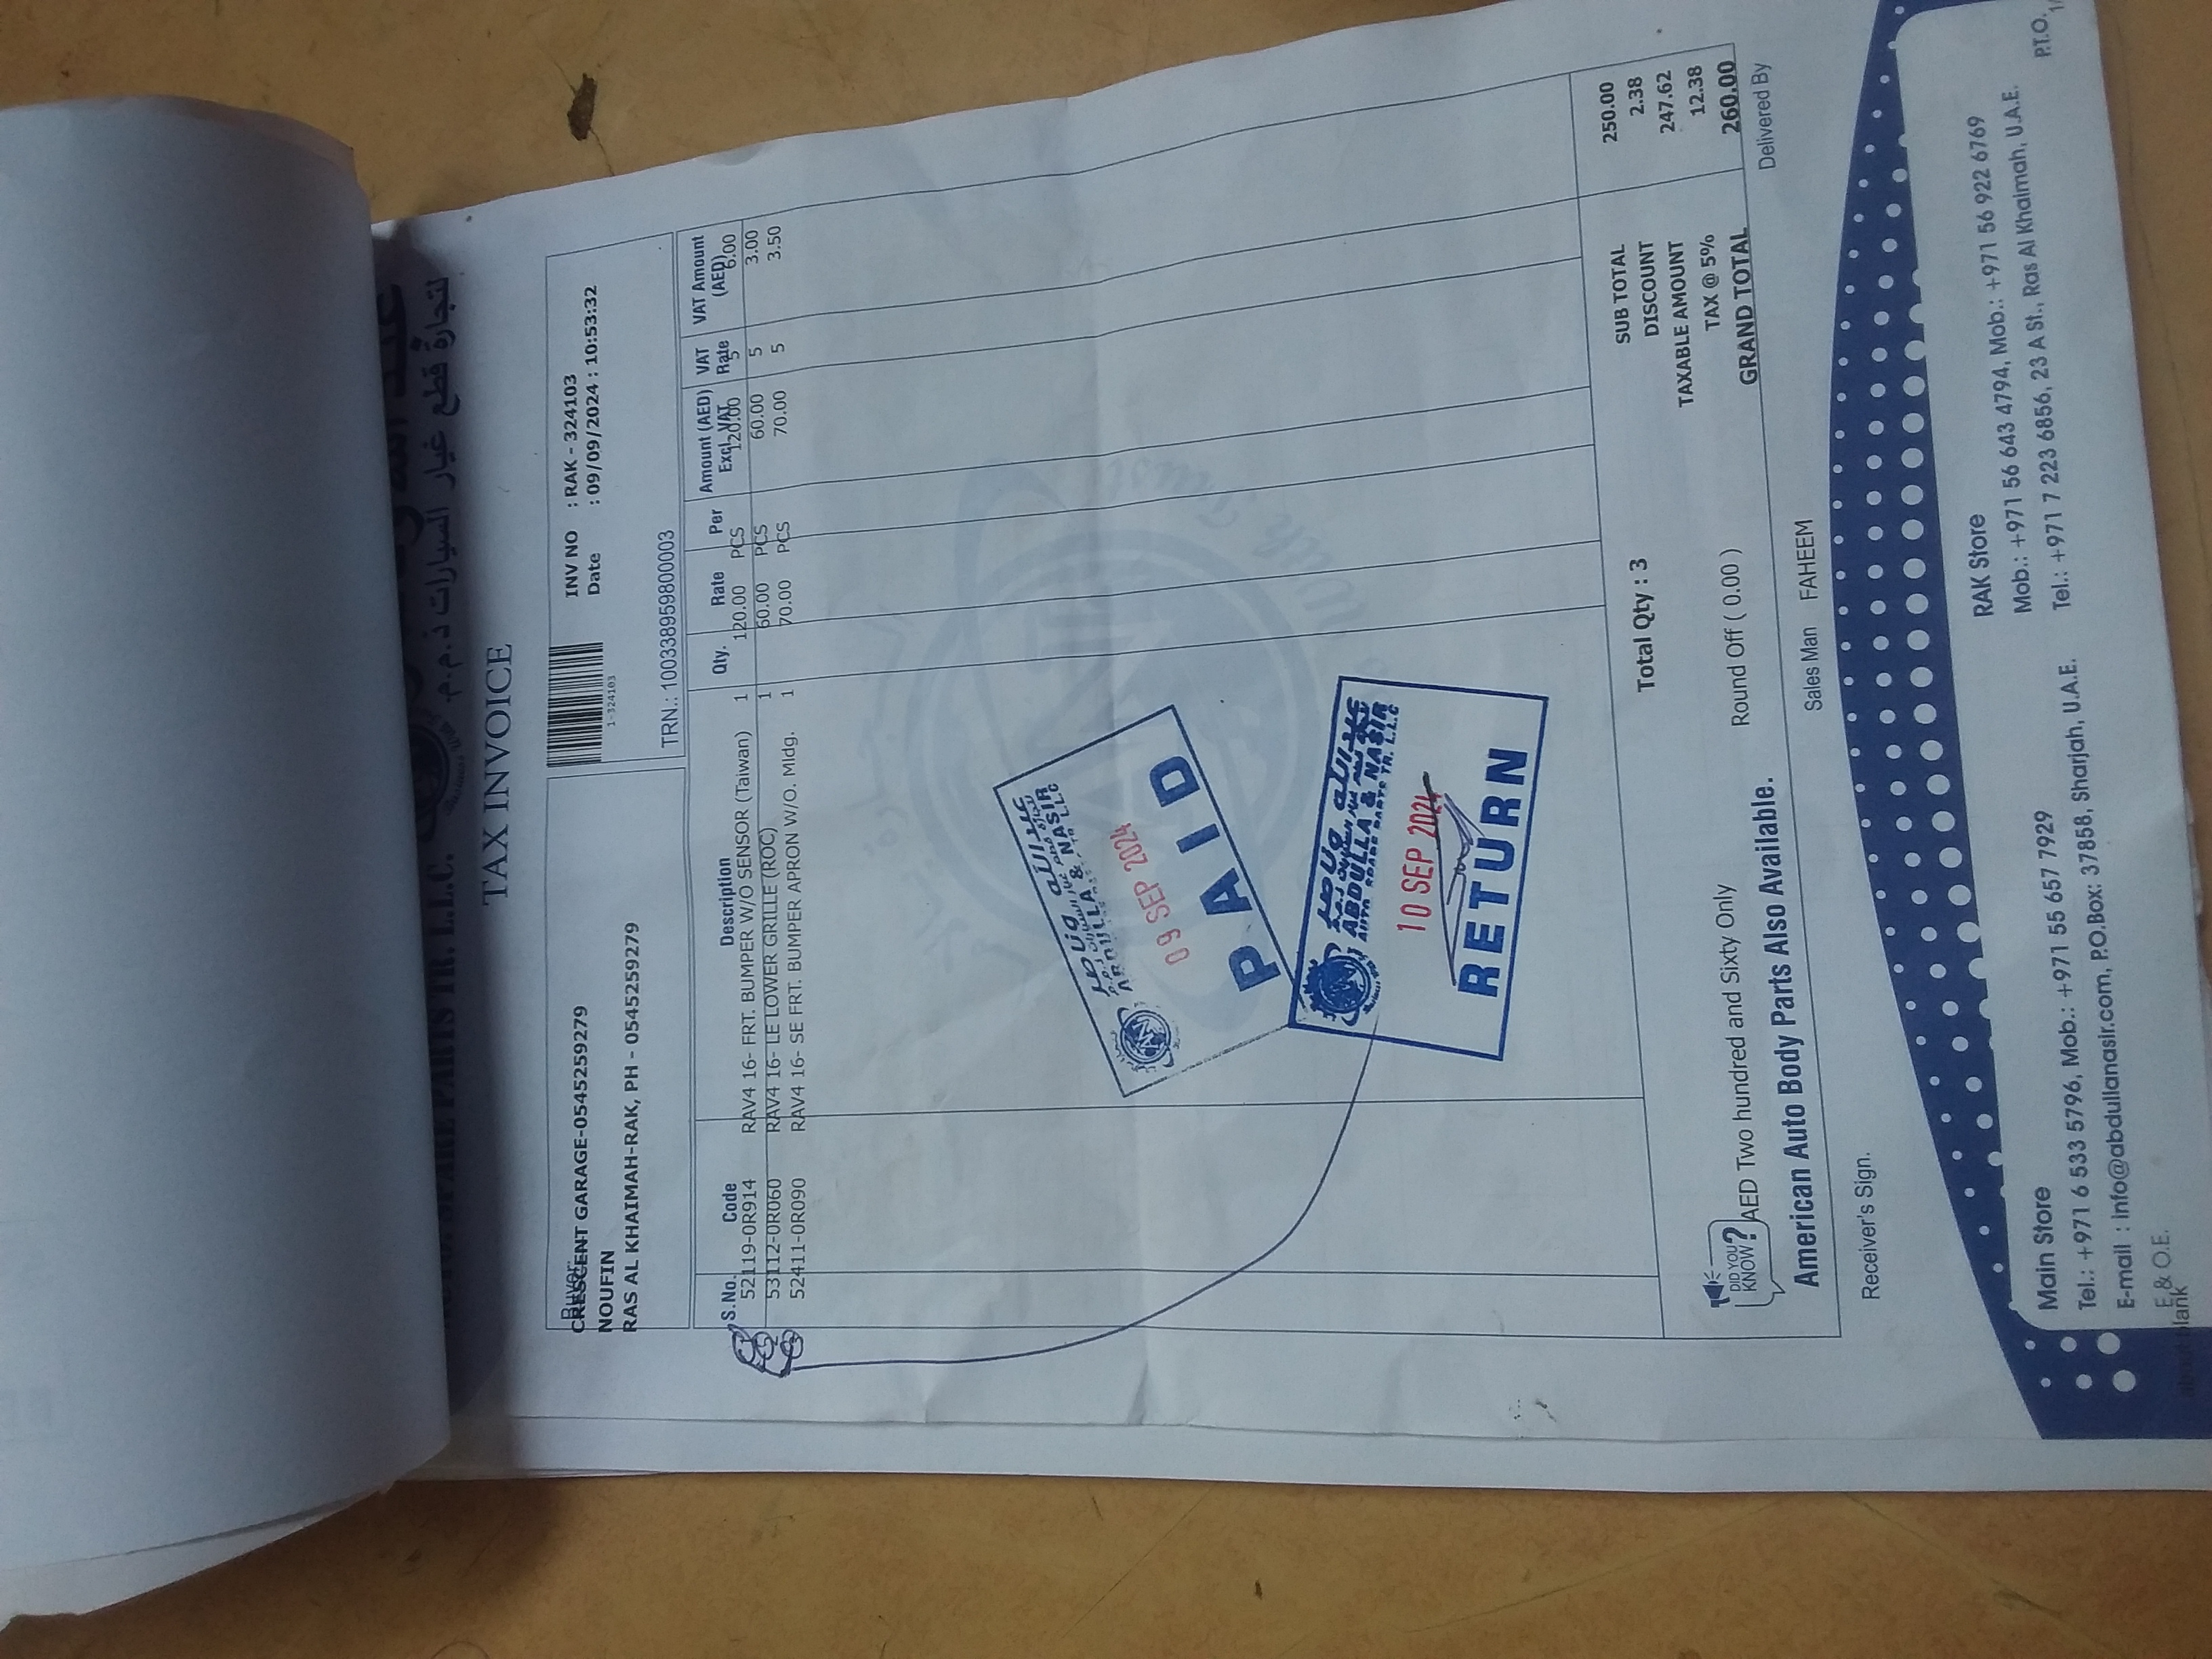 لتجارة قطع غيار السيارات ذ.م.م.
SPARE PARTS TR. L.L.C.
TAX INVOICE
Buyer:
CRESCENT GARAGE-0545259279
NOUFIN
RAS AL KHAIMAH-RAK, PH - 0545259279
1-324103
INV NO : RAK - 324103
Date : 09/09/2024 : 10:53:32
TRN.: 100338959800003
S.No. Code Description Qty. Rate Per Amount (AED) Excl. VAT VAT Rate VAT Amount (AED)
52119-0R914 RAV4 16- FRT. BUMPER W/O SENSOR (Taiwan) 1 120.00 PCS 120.00 5 6.00
53112-0R060 RAV4 16- LE LOWER GRILLE (ROC) 1 60.00 PCS 60.00 5 3.00
52411-0R090 RAV4 16- SE FRT. BUMPER APRON W/O. Mldg. 1 70.00 PCS 70.00 5 3.50
ABDULLA & NASIR
09 SEP 2024
PAID
ABDULLA & NASIR
AUTO SPARE PARTS TR. L.L.C
10 SEP 2024
RETURN
Total Qty : 3
SUB TOTAL 250.00
DISCOUNT 2.38
TAXABLE AMOUNT 247.62
TAX @ 5% 12.38
GRAND TOTAL 260.00
DID YOU KNOW?
AED Two hundred and Sixty Only
Round Off ( 0.00 )
American Auto Body Parts Also Available.
Receiver's Sign.
Sales Man FAHEEM
Delivered By
Main Store
Tel.: +971 6 533 5796, Mob.: +971 55 657 7929
E-mail : info@abdullanasir.com, P.O.Box: 37858, Sharjah, U.A.E.
RAK Store
Mob.: +971 56 643 4794, Mob.: +971 56 922 6769
Tel.: +971 7 223 6856, 23 A St., Ras Al Khaimah, U.A.E.
E & O.E.
P.T.O.